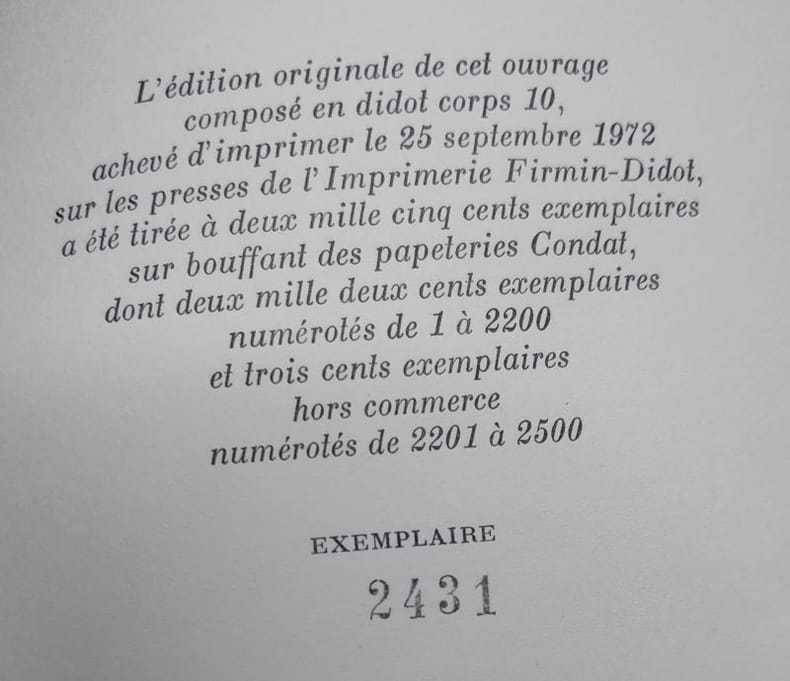 L'édition originale de cet ouvrage
composé en didot corps 10,
achevé d'imprimer le 25 septembre 1972
sur les presses de l'Imprimerie Firmin-Didot,
a été tirée à deux mille cinq cents exemplaires
sur bouffant des papeteries Condat,
dont deux mille deux cents exemplaires
numérotés de 1 à 2200
et trois cents exemplaires
hors commerce
numérotés de 2201 à 2500
EXEMPLAIRE
2431